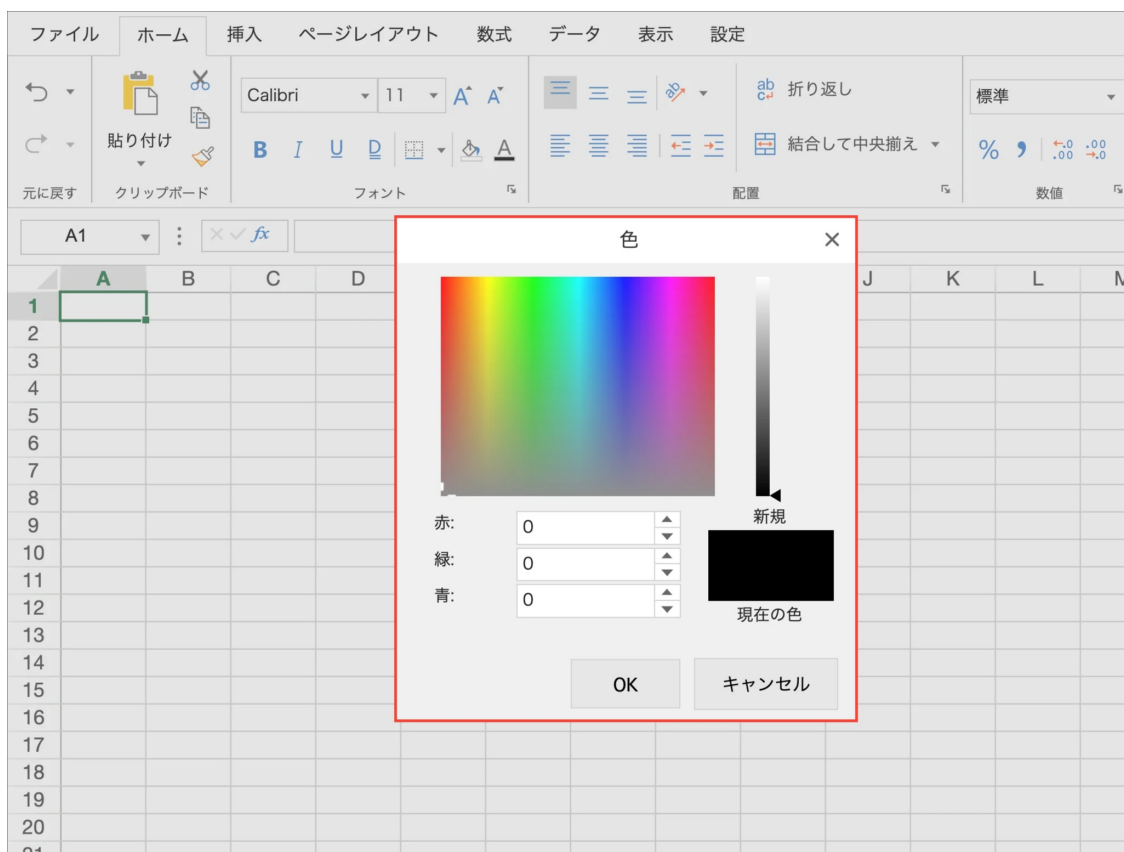 ファイル ホーム 挿入 ページレイアウト 数式 データ 表示 設定
Calibri 11 A A ab c 折り返し 標準
貼り付け B I U D A 結合して中央揃え % 9 .0 .00 .00 .0
元に戻す クリップボード フォント 配置 数値
A1 fx
色
A B C D J K L
1
2
3
4
5
6
7
8
9
10
11
12
13
14
15
16
17
18
19
20
新規
赤: 0
緑: 0
青: 0
現在の色
OK キャンセル